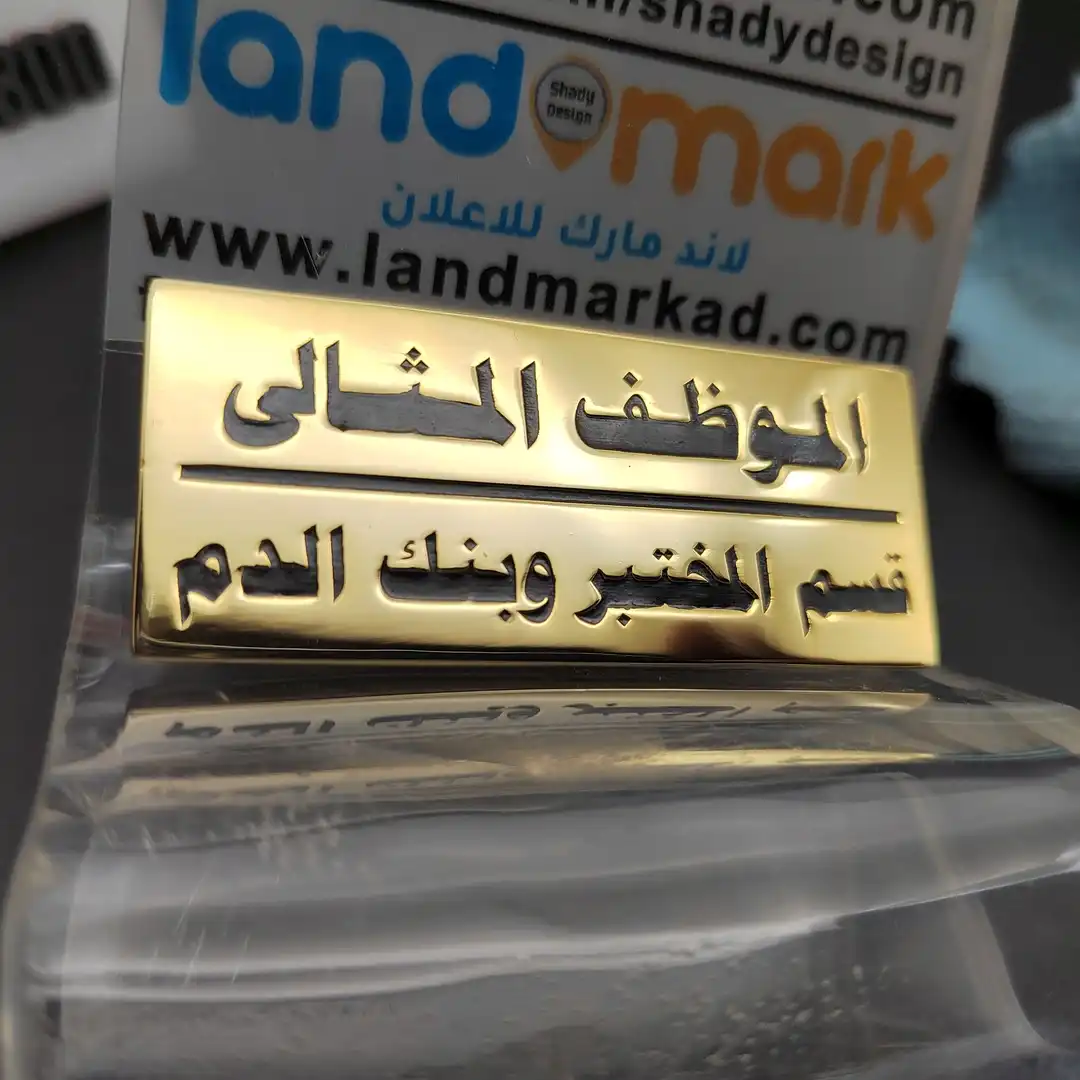 .com
/shadydesign
land mark
Shady
Design
لاند مارك للاعلان
www.landmarkad.com
الموظف المثالى
قسم المختبر وبنك الدم